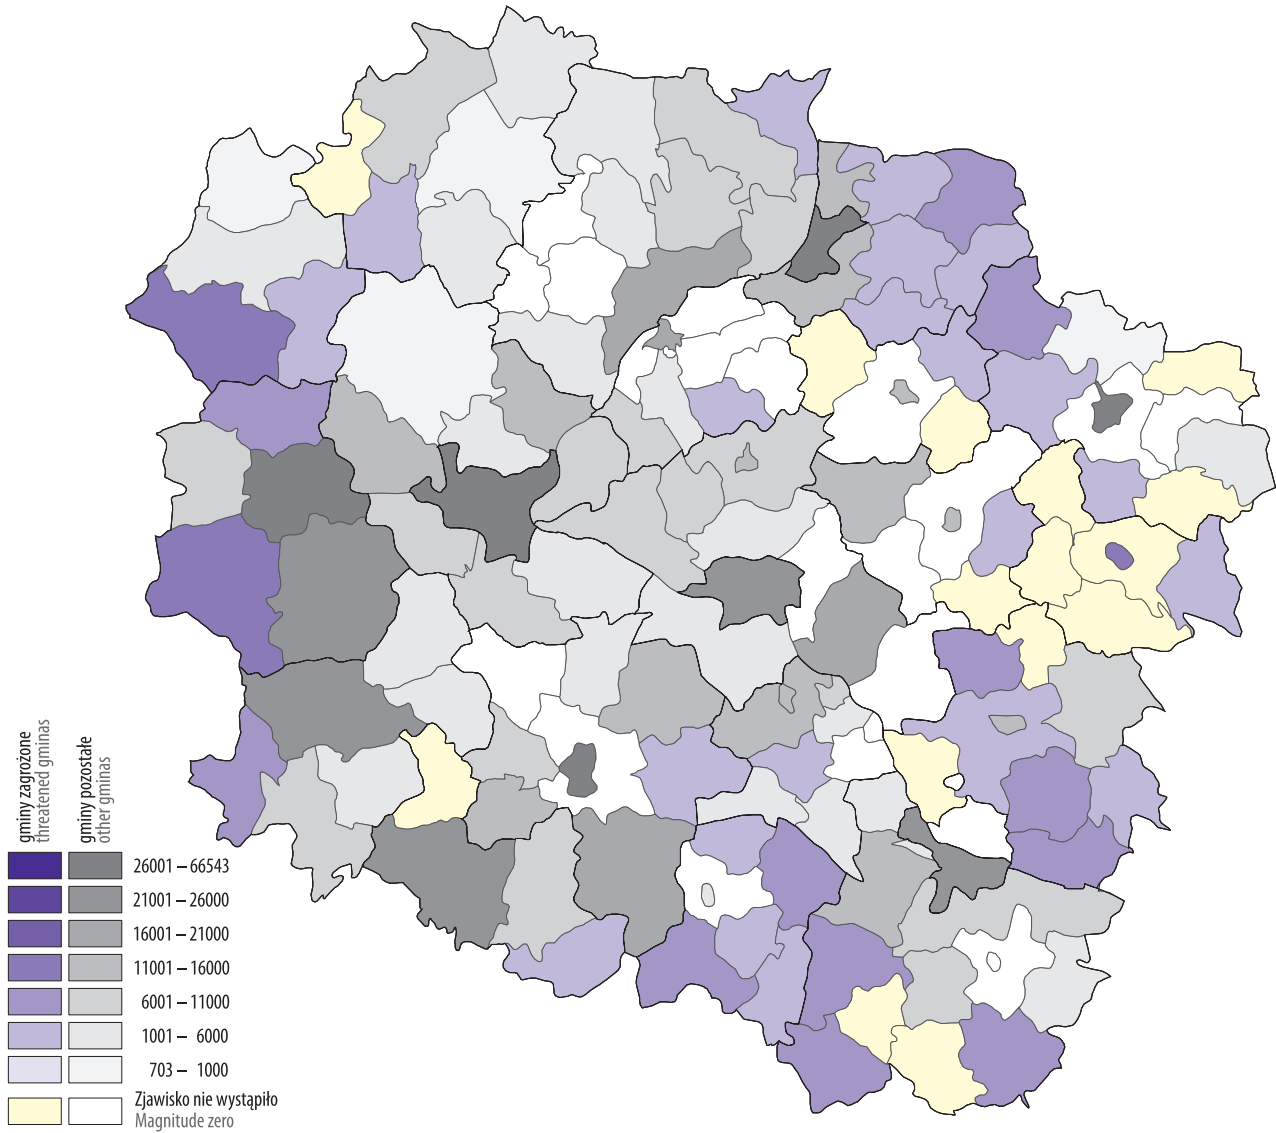 gminy zagrożone
threatened gminas
gminy pozostałe
other gminas
26001 – 66543
21001 – 26000
16001 – 21000
11001 – 16000
6001 – 11000
1001 – 6000
703 – 1000
Zjawisko nie wystąpiło
Magnitude zero